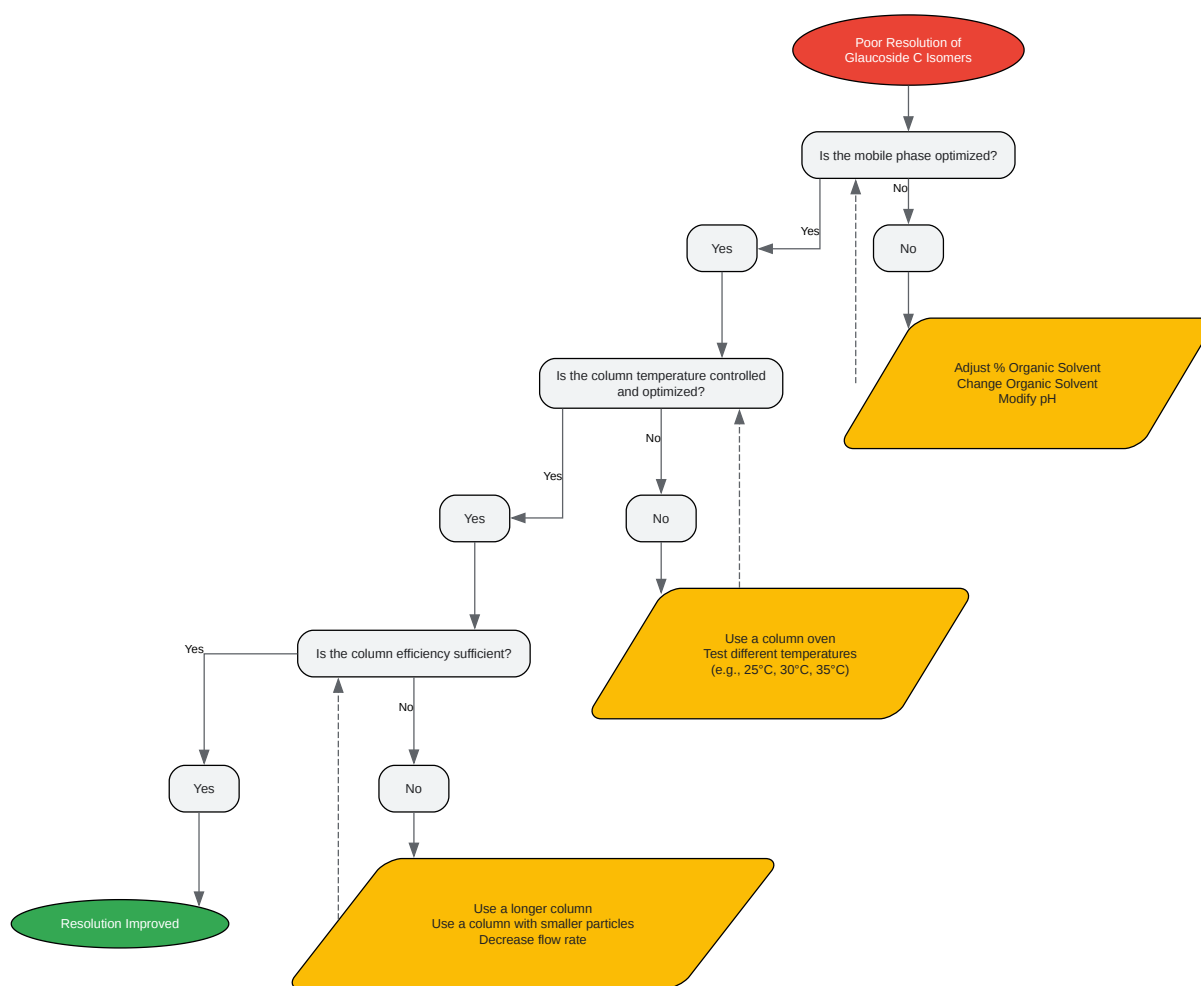 Poor Resolution of
Glaucoside C Isomers
Is the mobile phase optimized?
No
Yes
Yes
No
Adjust % Organic Solvent
Change Organic Solvent
Modify pH
Is the column temperature controlled
and optimized?
No
Yes
Yes
No
Use a column oven
Test different temperatures
(e.g., 25°C, 30°C, 35°C)
Is the column efficiency sufficient?
Yes
No
Yes
No
Use a longer column
Use a column with smaller particles
Decrease flow rate
Resolution Improved